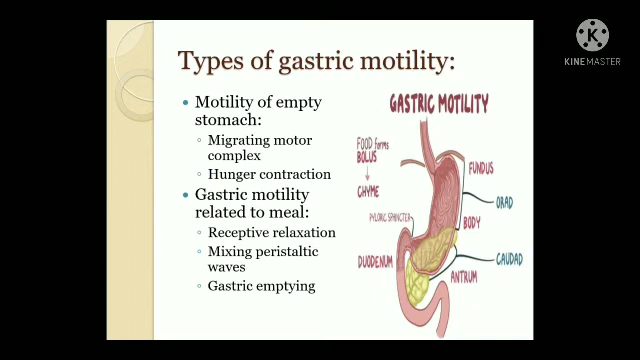 KINEMASTER
Types of gastric motility:
• Motility of empty
stomach:
◦ Migrating motor
complex
◦ Hunger contraction
• Gastric motility
related to meal:
◦ Receptive relaxation
◦ Mixing peristaltic
waves
◦ Gastric emptying
GASTRIC MOTILITY
FOOD forms
BOLUS
CHYME
FUNDUS
ORAD
BODY
PYLORIC SPHINCTER
DUODENUM
CAUDAD
ANTRUM